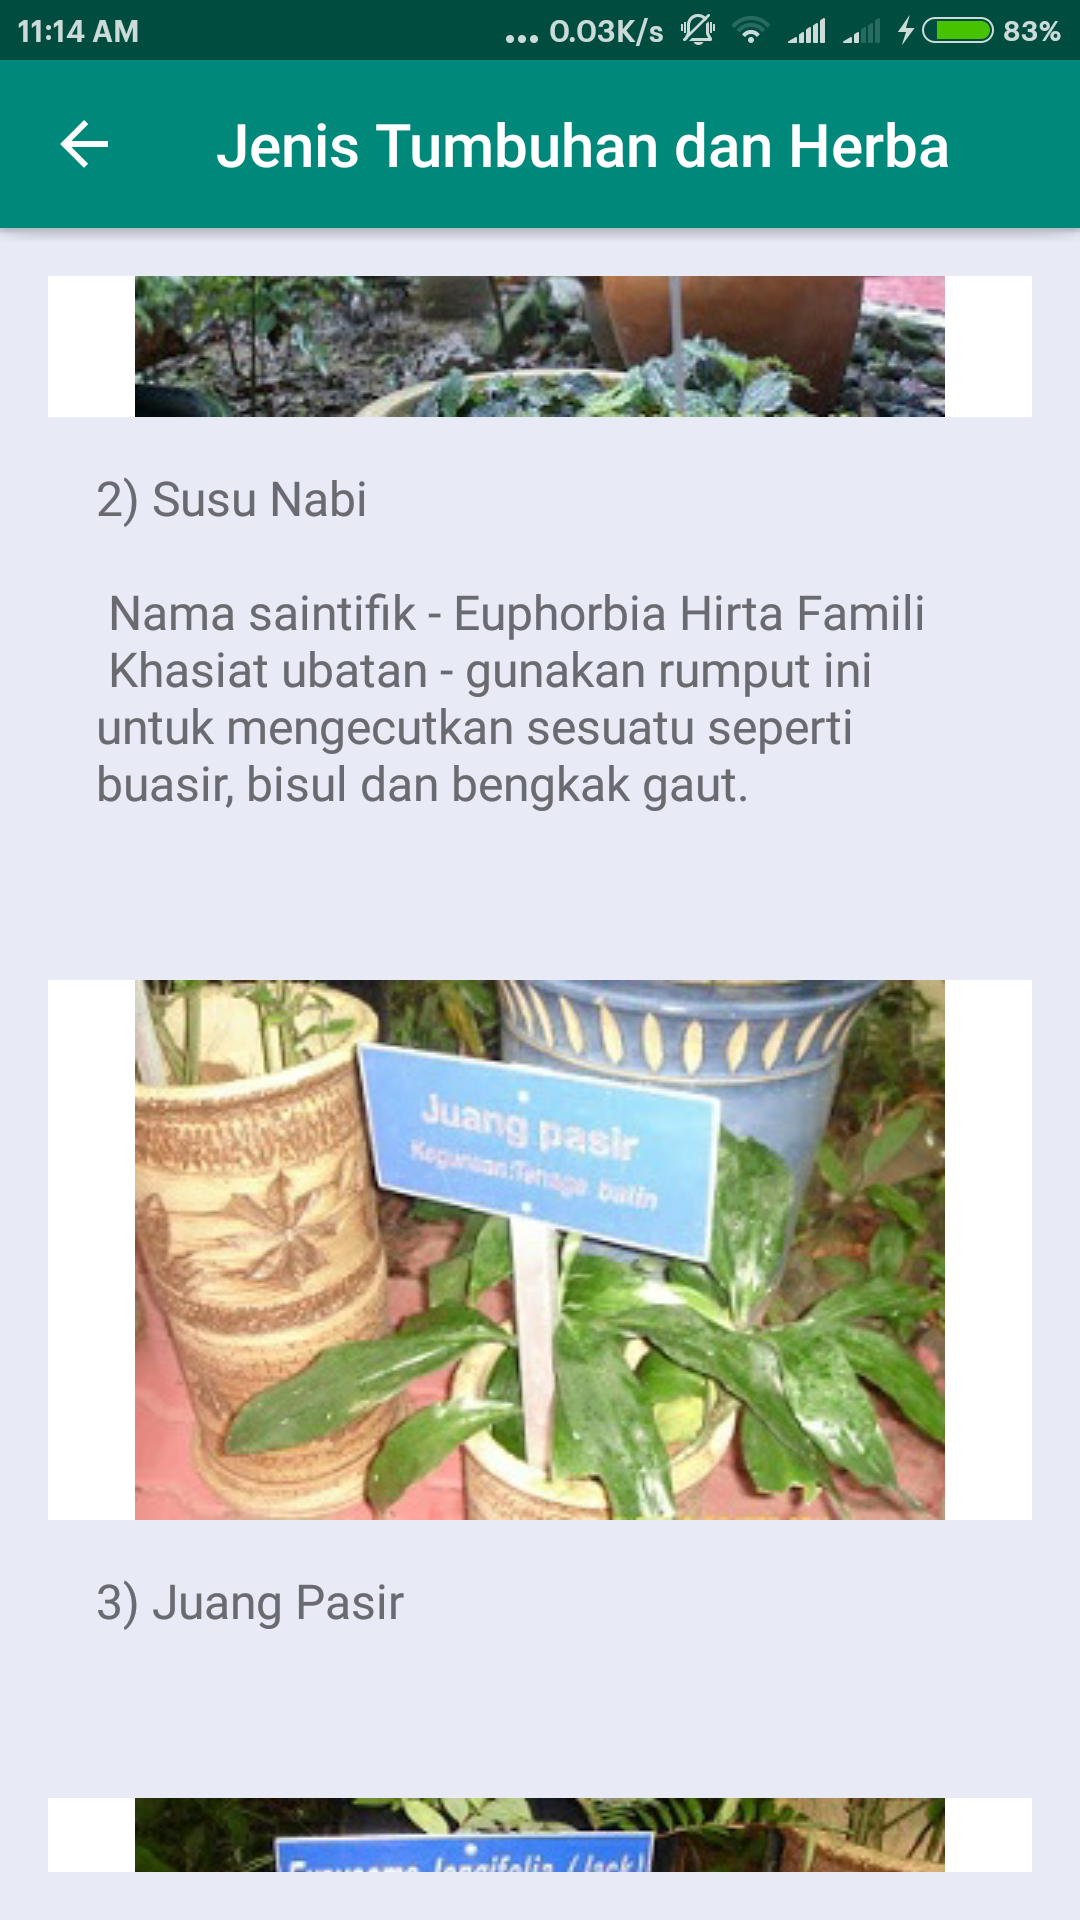 11:14 AM
... 0.03K/s
83%
Jenis Tumbuhan dan Herba
2) Susu Nabi
Nama saintifik - Euphorbia Hirta Famili
Khasiat ubatan - gunakan rumput ini
untuk mengecutkan sesuatu seperti
buasir, bisul dan bengkak gaut.
Juang pasir
Kegunaan:Tenaga batin
3) Juang Pasir
longifolia (Jack)